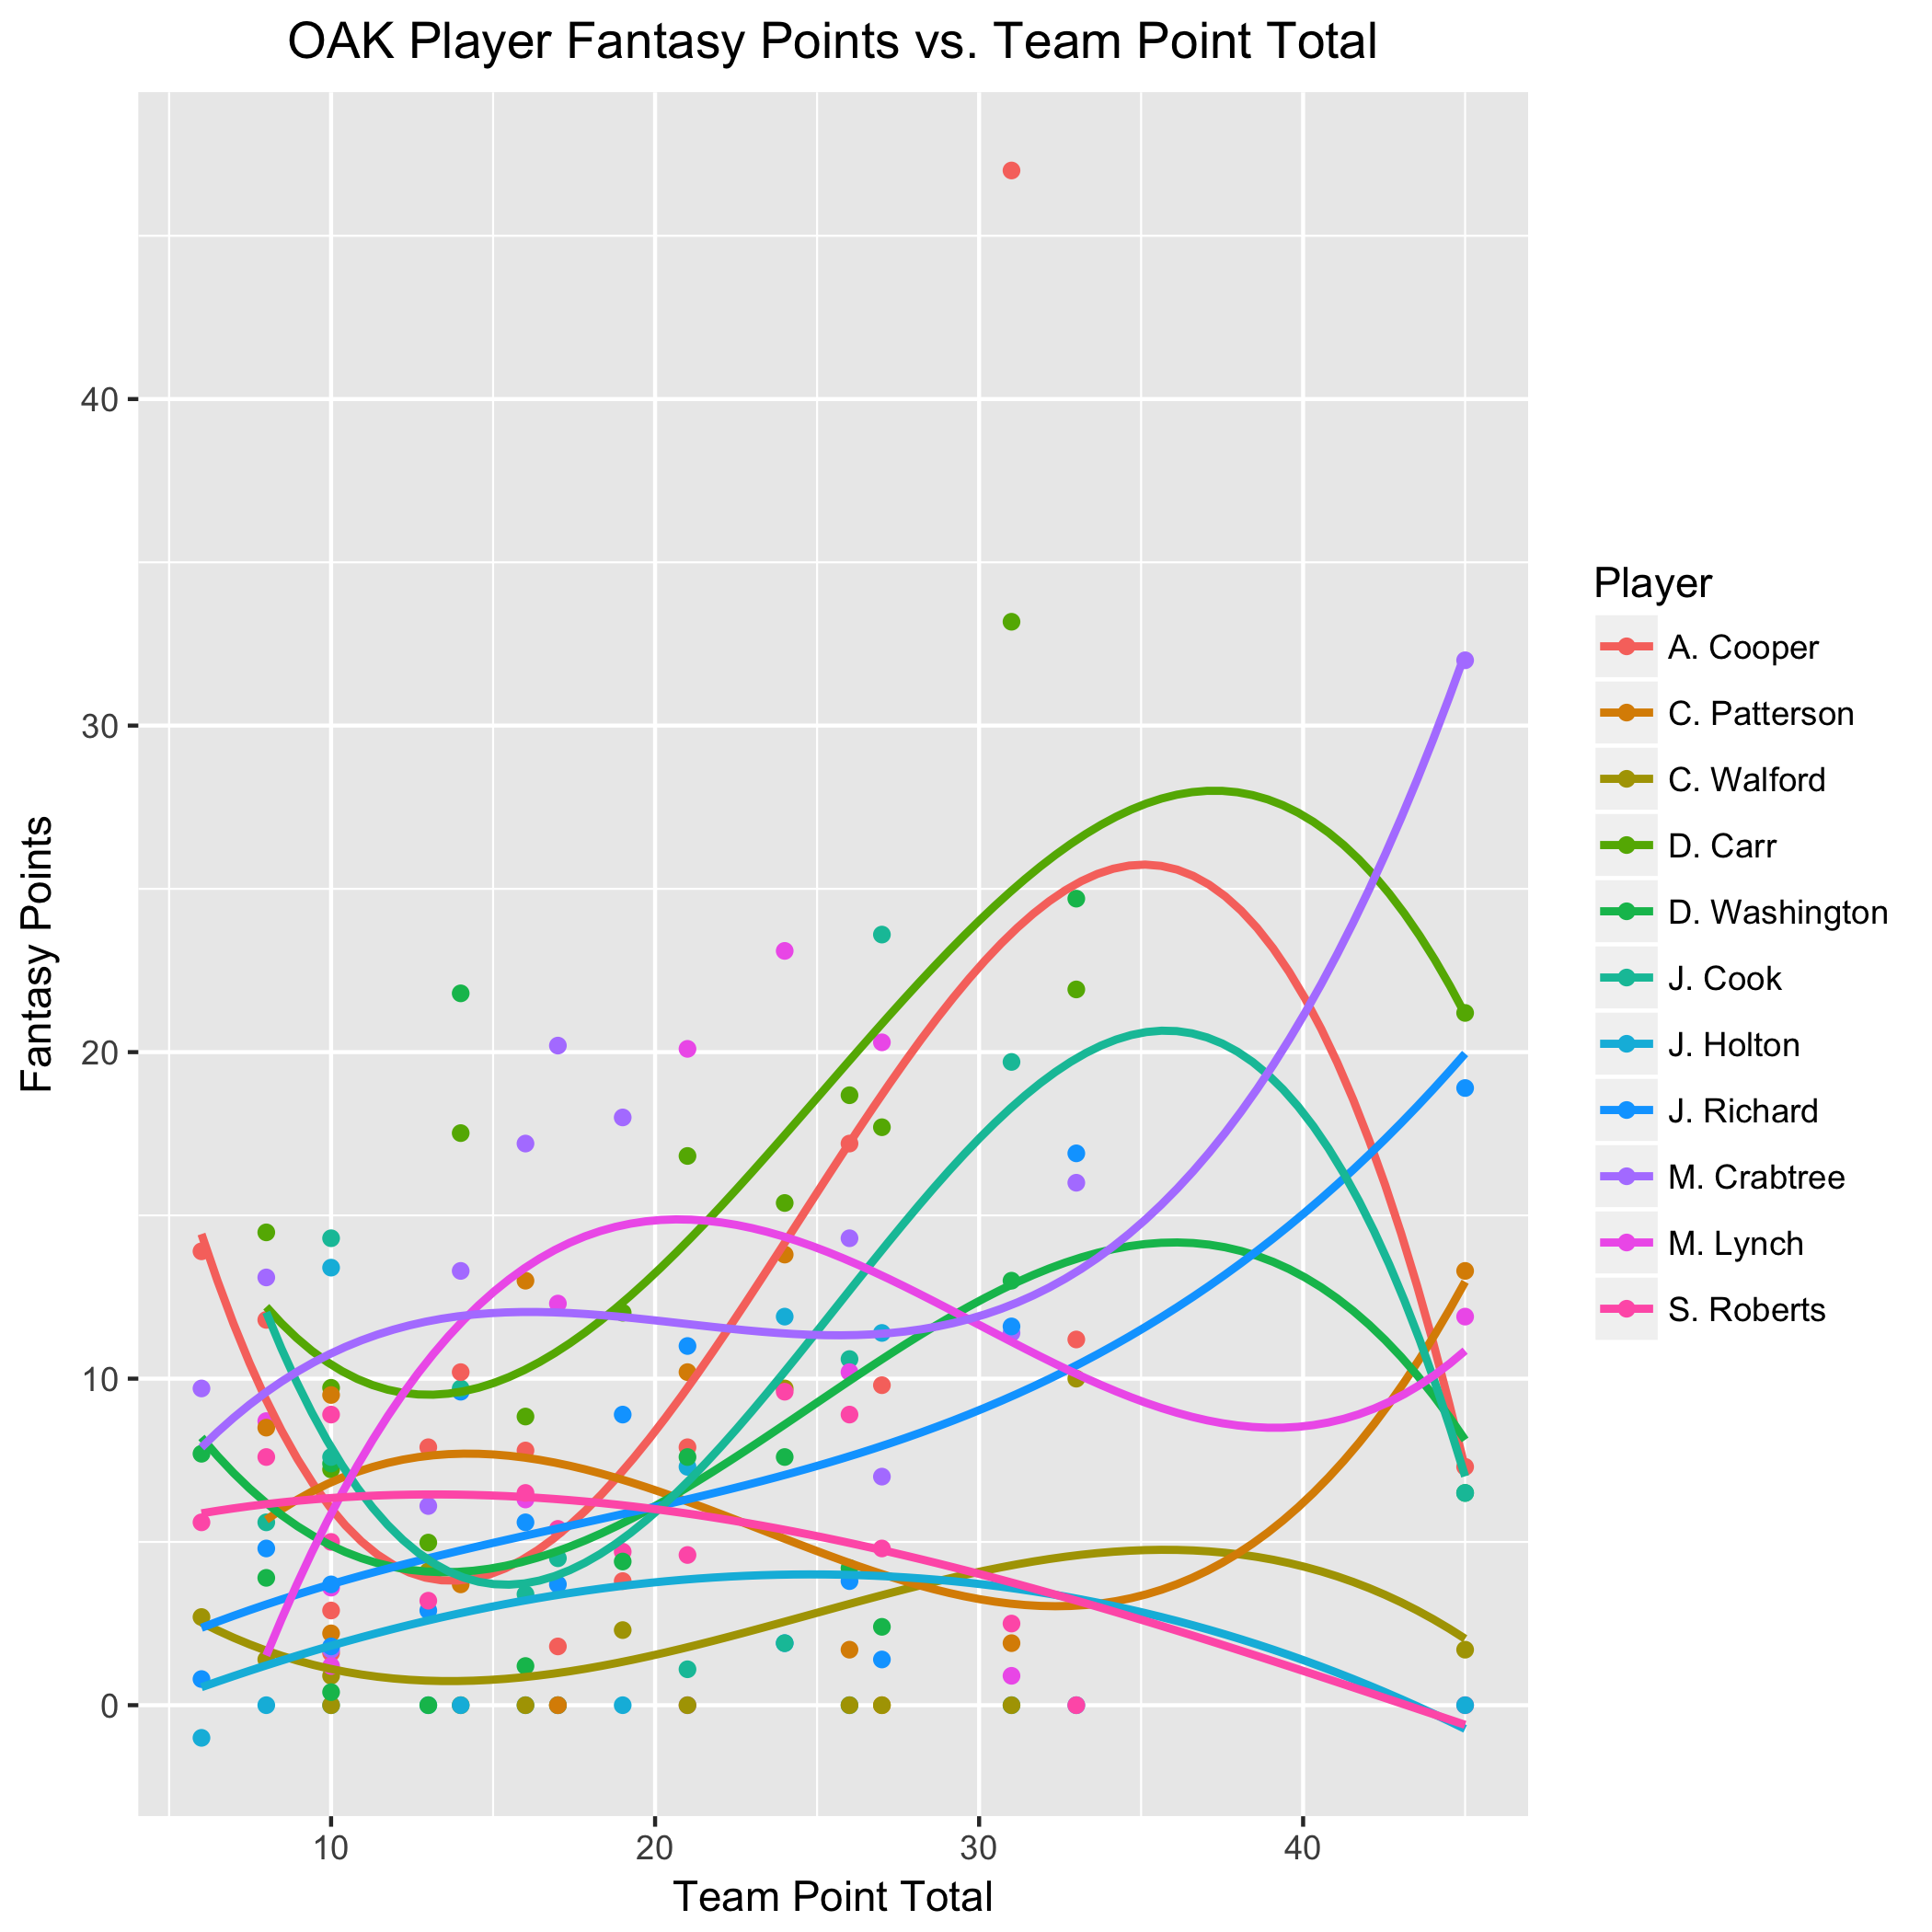 OAK Player Fantasy Points vs. Team Point Total
40
30
20
10
0
Fantasy Points
10 20 30 40
Team Point Total
Player
A. Cooper
C. Patterson
C. Walford
D. Carr
D. Washington
J. Cook
J. Holton
J. Richard
M. Crabtree
M. Lynch
S. Roberts